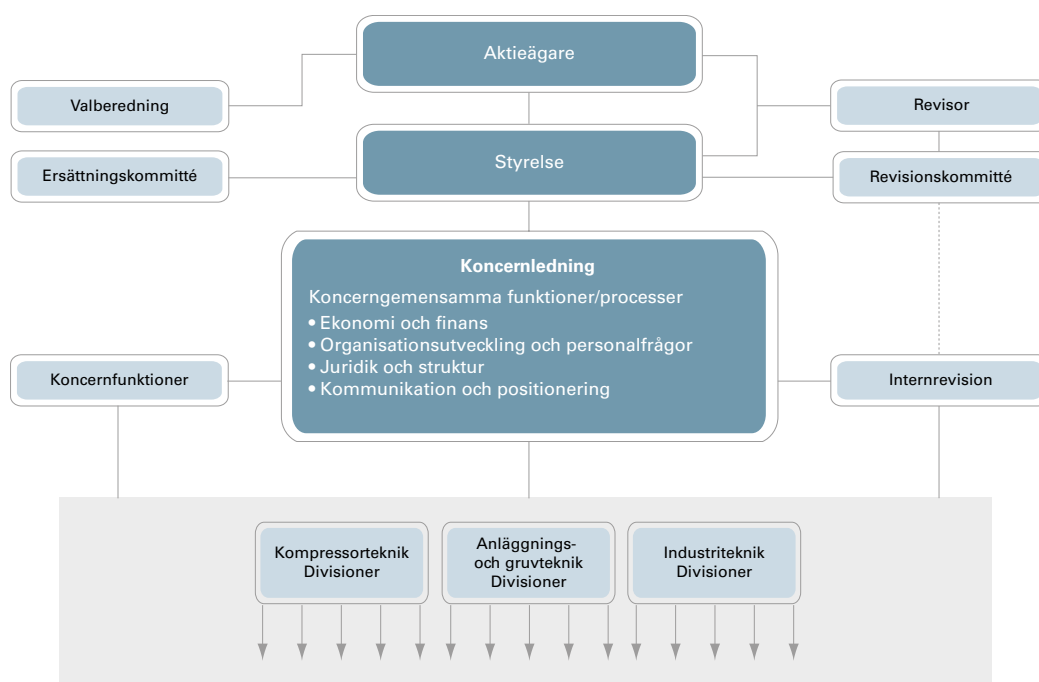 Aktieägare
Valberedning
Revisor
Styrelse
Ersättningskommitté
Revisionskommitté
Koncernledning
Koncerngemensamma funktioner/processer
• Ekonomi och finans
• Organisationsutveckling och personalfrågor
• Juridik och struktur
• Kommunikation och positionering
Koncernfunktioner
Internrevision
Kompressorteknik
Divisioner
Anläggnings-
och gruvteknik
Divisioner
Industriteknik
Divisioner